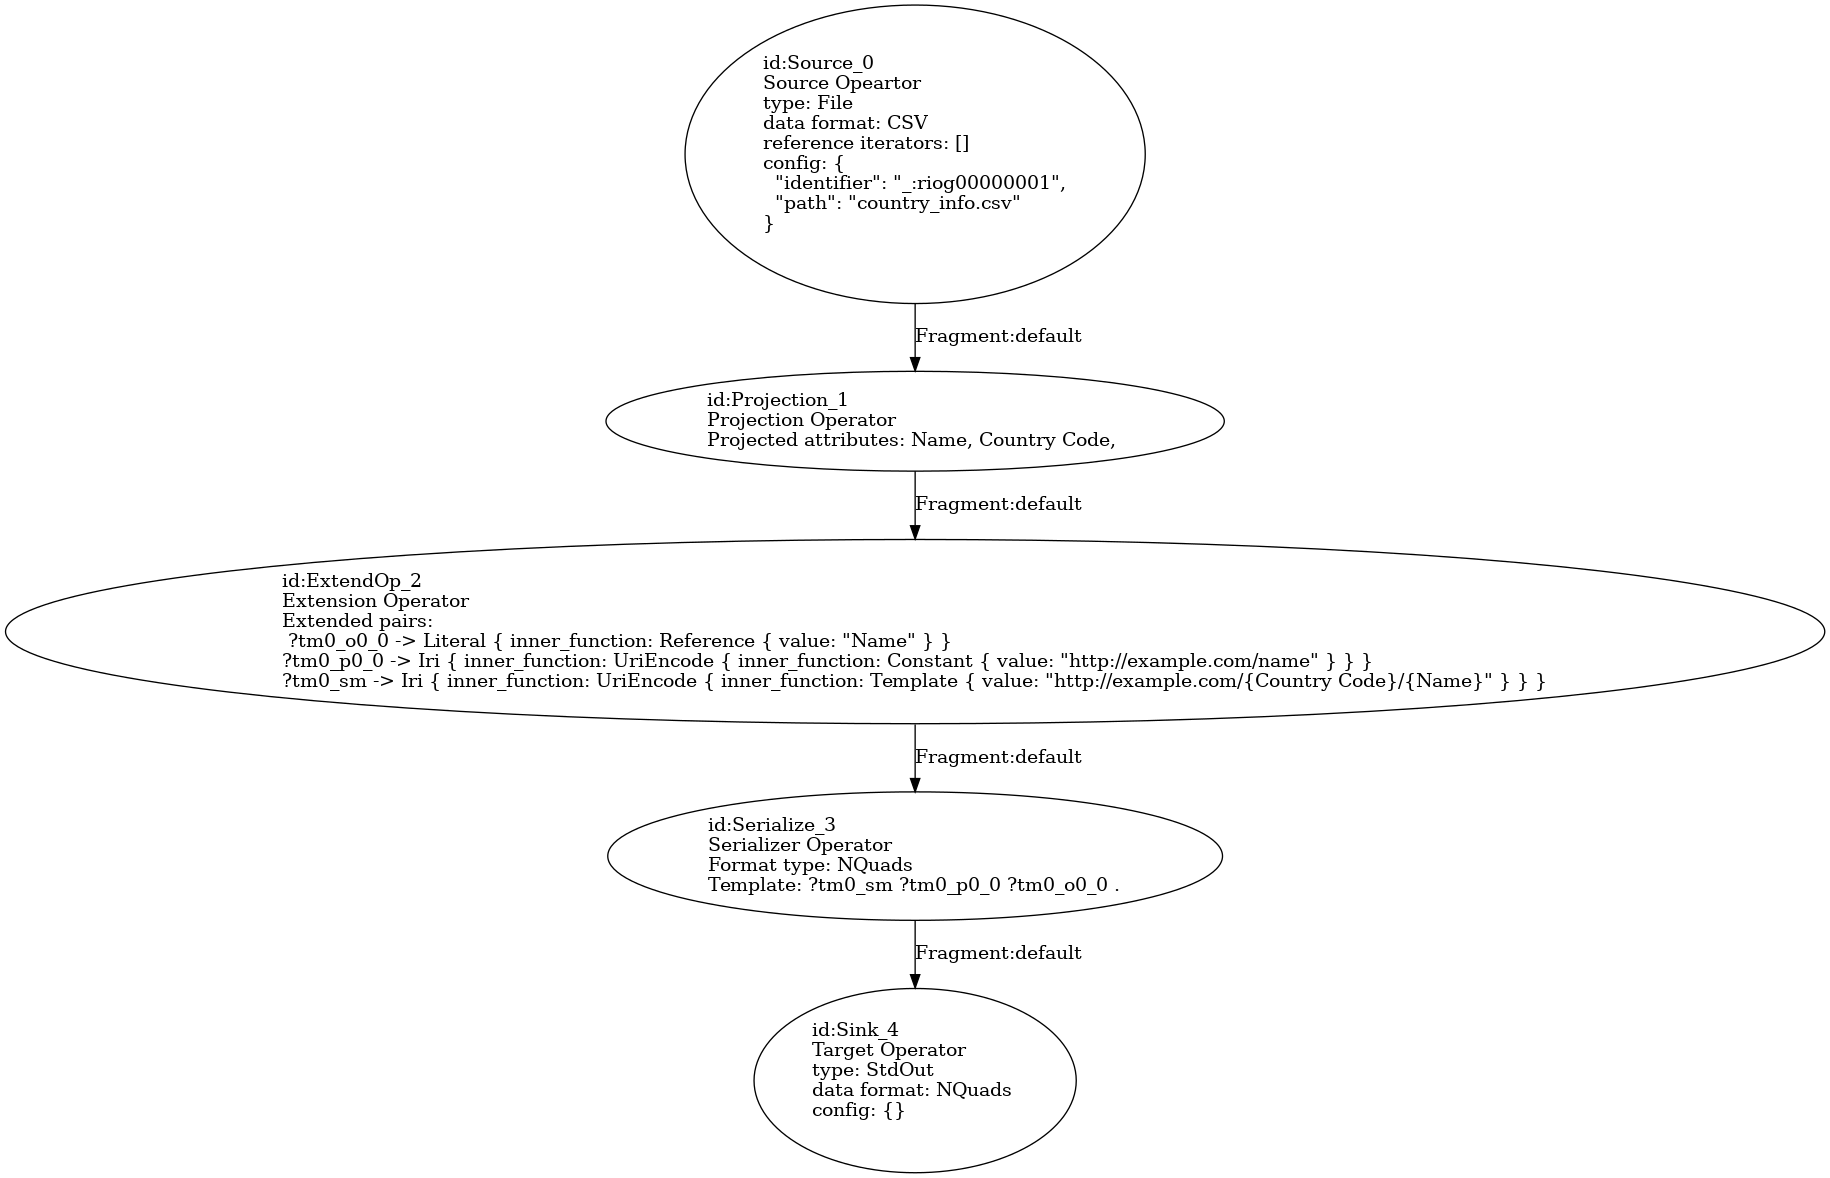 id:Source_0
Source Opeartor
type: File
data format: CSV
reference iterators: []
config: {
  "identifier": "_:riog00000001",
  "path": "country_info.csv"
}
Fragment:default
id:Projection_1
Projection Operator
Projected attributes: Name, Country Code,
Fragment:default
id:ExtendOp_2
Extension Operator
Extended pairs:
 ?tm0_o0_0 -> Literal { inner_function: Reference { value: "Name" } }
?tm0_p0_0 -> Iri { inner_function: UriEncode { inner_function: Constant { value: "http://example.com/name" } } }
?tm0_sm -> Iri { inner_function: UriEncode { inner_function: Template { value: "http://example.com/{Country Code}/{Name}" } } }
Fragment:default
id:Serialize_3
Serializer Operator
Format type: NQuads
Template: ?tm0_sm ?tm0_p0_0 ?tm0_o0_0 .
Fragment:default
id:Sink_4
Target Operator
type: StdOut
data format: NQuads
config: {}